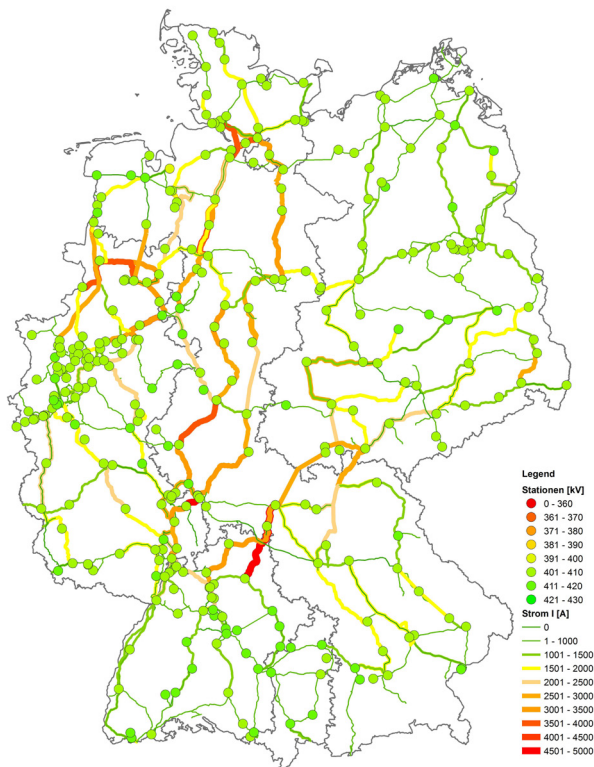 Legend
Stationen [kV]
0 - 360
361 - 370
371 - 380
381 - 390
391 - 400
401 - 410
411 - 420
421 - 430
Strom I [A]
0
1 - 1000
1001 - 1500
1501 - 2000
2001 - 2500
2501 - 3000
3001 - 3500
3501 - 4000
4001 - 4500
4501 - 5000